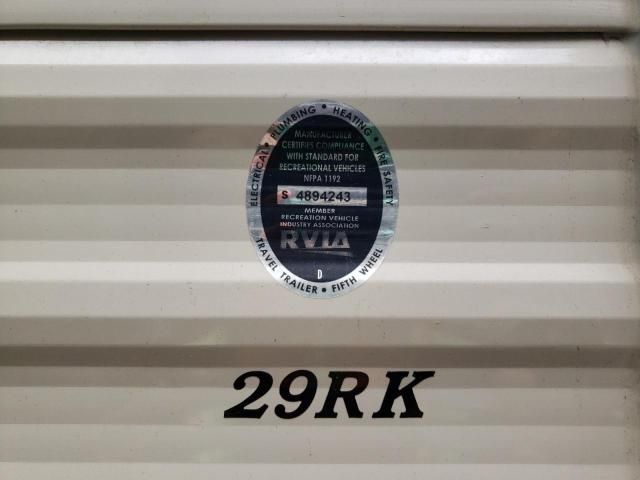 ELECTRICAL • PLUMBING • HEATING • FIRE SAFETY
MANUFACTURER
CERTIFIES COMPLIANCE
WITH STANDARD FOR
RECREATIONAL VEHICLES
NFPA 1192
S 4894243
MEMBER
RECREATION VEHICLE
INDUSTRY ASSOCIATION
RVIA
D
TRAVEL TRAILER • FIFTH WHEEL
29RK